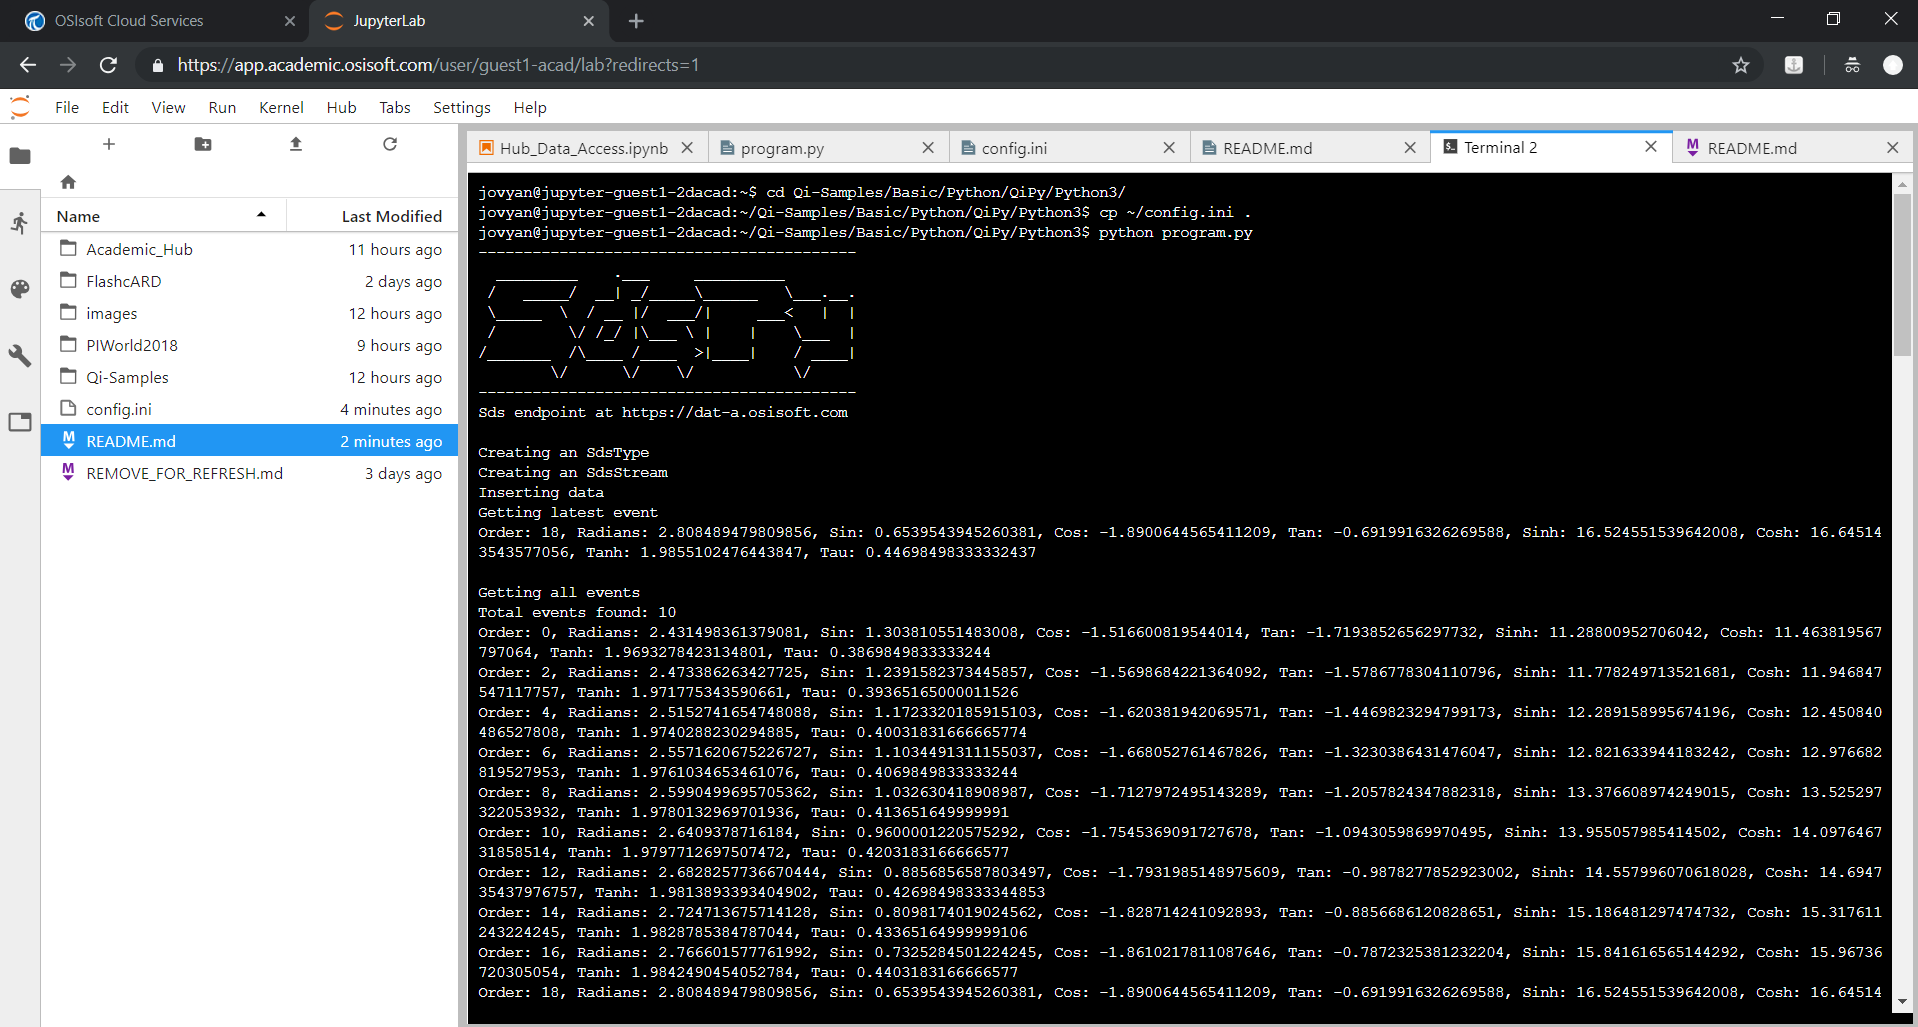 OSIsoft Cloud Services
JupyterLab
https://app.academic.osisoft.com/user/guest1-acad/lab?redirects=1
File Edit View Run Kernel Hub Tabs Settings Help
Name Last Modified
Academic_Hub 11 hours ago
FlashcARD 2 days ago
images 12 hours ago
PIWorld2018 9 hours ago
Qi-Samples 12 hours ago
config.ini 4 minutes ago
README.md 2 minutes ago
REMOVE_FOR_REFRESH.md 3 days ago
Hub_Data_Access.ipynb program.py config.ini README.md Terminal 2 README.md
jovyan@jupyter-guest1-2dacad:~$ cd Qi-Samples/Basic/Python/QiPy/Python3/
jovyan@jupyter-guest1-2dacad:~/Qi-Samples/Basic/Python/QiPy/Python3$ cp ~/config.ini .
jovyan@jupyter-guest1-2dacad:~/Qi-Samples/Basic/Python/QiPy/Python3$ python program.py
------------------------------------------
SdsPy
------------------------------------------
Sds endpoint at https://dat-a.osisoft.com
Creating an SdsType
Creating an SdsStream
Inserting data
Getting latest event
Order: 18, Radians: 2.808489479809856, Sin: 0.6539543945260381, Cos: -1.8900644565411209, Tan: -0.6919916326269588, Sinh: 16.524551539642008, Cosh: 16.64514
3543577056, Tanh: 1.9855102476443847, Tau: 0.44698498333332437
Getting all events
Total events found: 10
Order: 0, Radians: 2.431498361379081, Sin: 1.303810551483008, Cos: -1.516600819544014, Tan: -1.7193852656297732, Sinh: 11.28800952706042, Cosh: 11.463819567
797064, Tanh: 1.9693278423134801, Tau: 0.3869849833333244
Order: 2, Radians: 2.473386263427725, Sin: 1.2391582373445857, Cos: -1.5698684221364092, Tan: -1.5786778304110796, Sinh: 11.778249713521681, Cosh: 11.946847
547117757, Tanh: 1.971775343590661, Tau: 0.39365165000011526
Order: 4, Radians: 2.5152741654748088, Sin: 1.1723320185915103, Cos: -1.620381942069571, Tan: -1.4469823294799173, Sinh: 12.289158995674196, Cosh: 12.450840
486527808, Tanh: 1.9740288230294885, Tau: 0.40031831666665774
Order: 6, Radians: 2.5571620675226727, Sin: 1.1034491311155037, Cos: -1.668052761467826, Tan: -1.3230386431476047, Sinh: 12.821633944183242, Cosh: 12.976682
819527953, Tanh: 1.9761034653461076, Tau: 0.4069849833333244
Order: 8, Radians: 2.5990499695705362, Sin: 1.032630418908987, Cos: -1.7127972495143289, Tan: -1.2057824347882318, Sinh: 13.376608974249015, Cosh: 13.525297
322053932, Tanh: 1.9780132969701936, Tau: 0.413651649999991
Order: 10, Radians: 2.6409378716184, Sin: 0.9600001220575292, Cos: -1.7545369091727678, Tan: -1.0943059869970495, Sinh: 13.955057985414502, Cosh: 14.0976467
31858514, Tanh: 1.9797712697507472, Tau: 0.4203183166666577
Order: 12, Radians: 2.6828257736670444, Sin: 0.8856856587803497, Cos: -1.7931985148975609, Tan: -0.9878277852923002, Sinh: 14.557996070618028, Cosh: 14.6947
35437976757, Tanh: 1.9813893393404902, Tau: 0.42698498333344853
Order: 14, Radians: 2.724713675714128, Sin: 0.8098174019024562, Cos: -1.828714241092893, Tan: -0.8856686120828651, Sinh: 15.186481297474732, Cosh: 15.317611
243224245, Tanh: 1.9828785384787044, Tau: 0.43365164999999106
Order: 16, Radians: 2.766601577761992, Sin: 0.7325284501224245, Cos: -1.8610217811087646, Tan: -0.7872325381232204, Sinh: 15.841616565144292, Cosh: 15.96736
720305054, Tanh: 1.9842490454052784, Tau: 0.4403183166666577
Order: 18, Radians: 2.808489479809856, Sin: 0.6539543945260381, Cos: -1.8900644565411209, Tan: -0.6919916326269588, Sinh: 16.524551539642008, Cosh: 16.64514